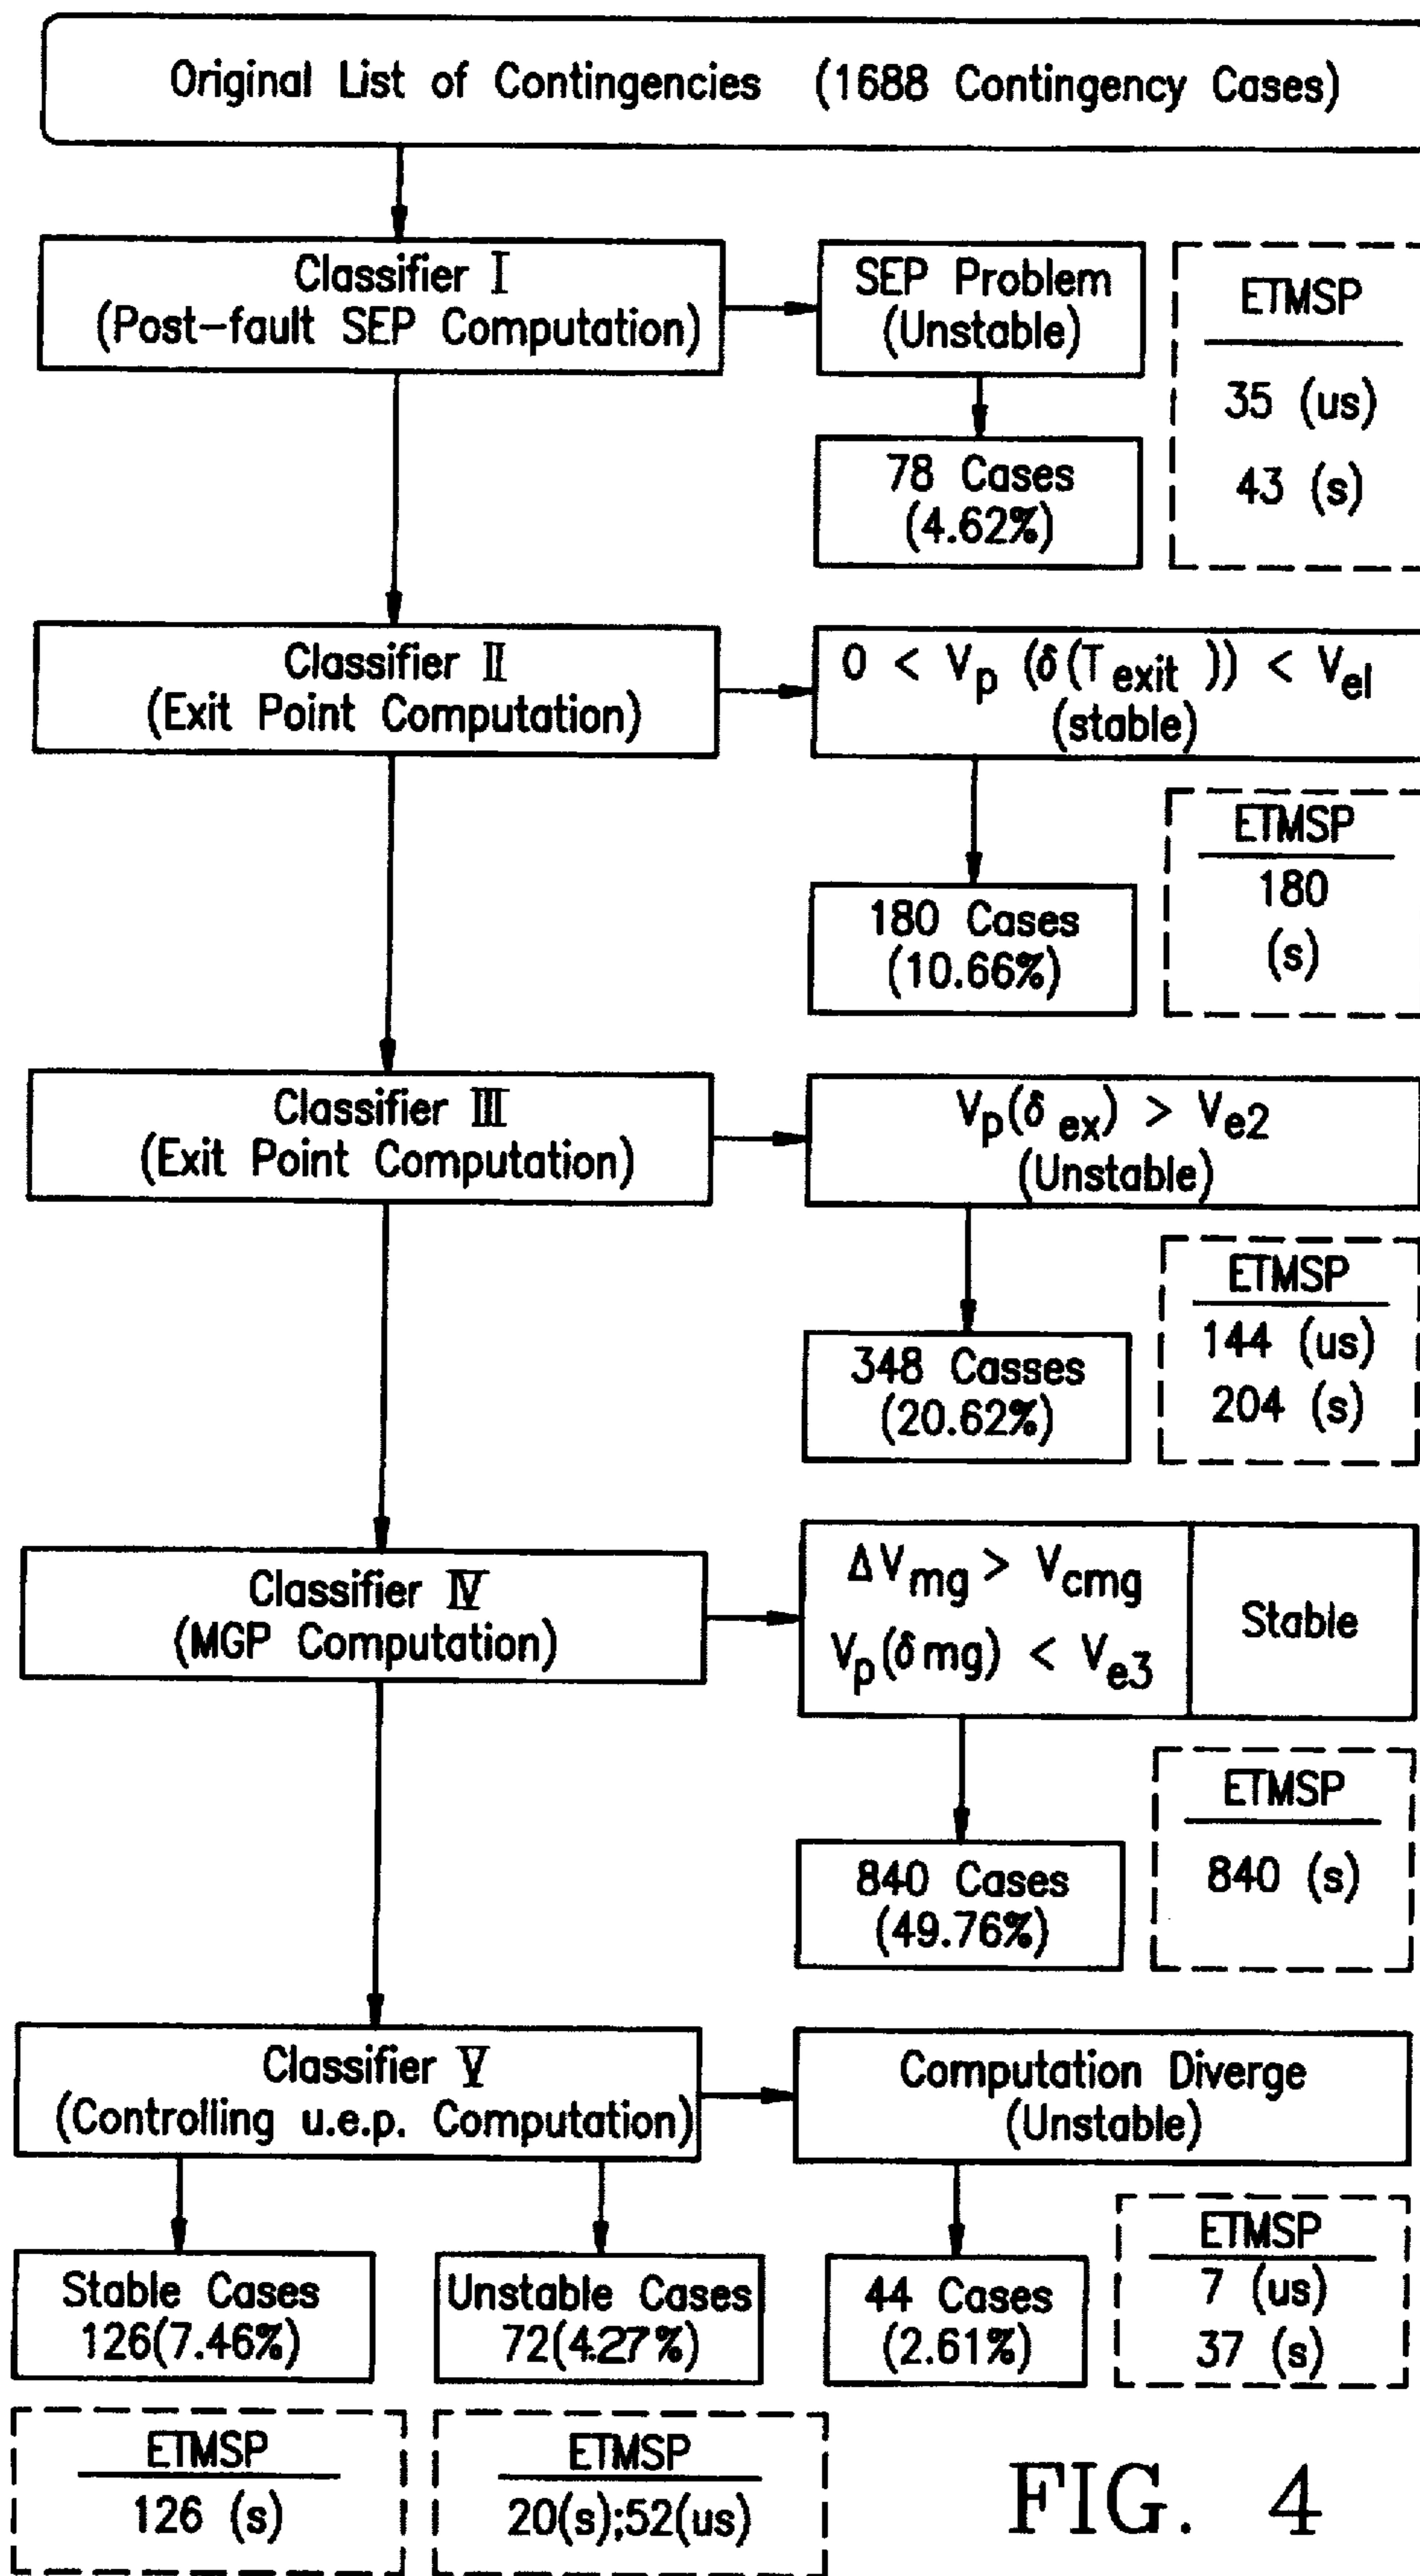 Original List of Contingencies (1688 Contingency Cases)
Classifier I
(Post-fault SEP Computation)
SEP Problem
(Unstable)
78 Cases
(4.62%)
ETMSP
35 (us)
43 (s)
Classifier II
(Exit Point Computation)
0 < Vp (δ(Texit )) < Vel
(stable)
180 Cases
(10.66%)
ETMSP
180
(s)
Classifier III
(Exit Point Computation)
Vp(δ ex) > Ve2
(Unstable)
348 Casses
(20.62%)
ETMSP
144 (us)
204 (s)
Classifier IV
(MGP Computation)
ΔVmg > Vcmg
Vp(δmg) < Ve3
Stable
840 Cases
(49.76%)
ETMSP
840 (s)
Classifier V
(Controlling u.e.p. Computation)
Computation Diverge
(Unstable)
Stable Cases
126(7.46%)
Unstable Cases
72(4.27%)
44 Cases
(2.61%)
ETMSP
7 (us)
37 (s)
ETMSP
126 (s)
ETMSP
20(s);52(us)
FIG. 4